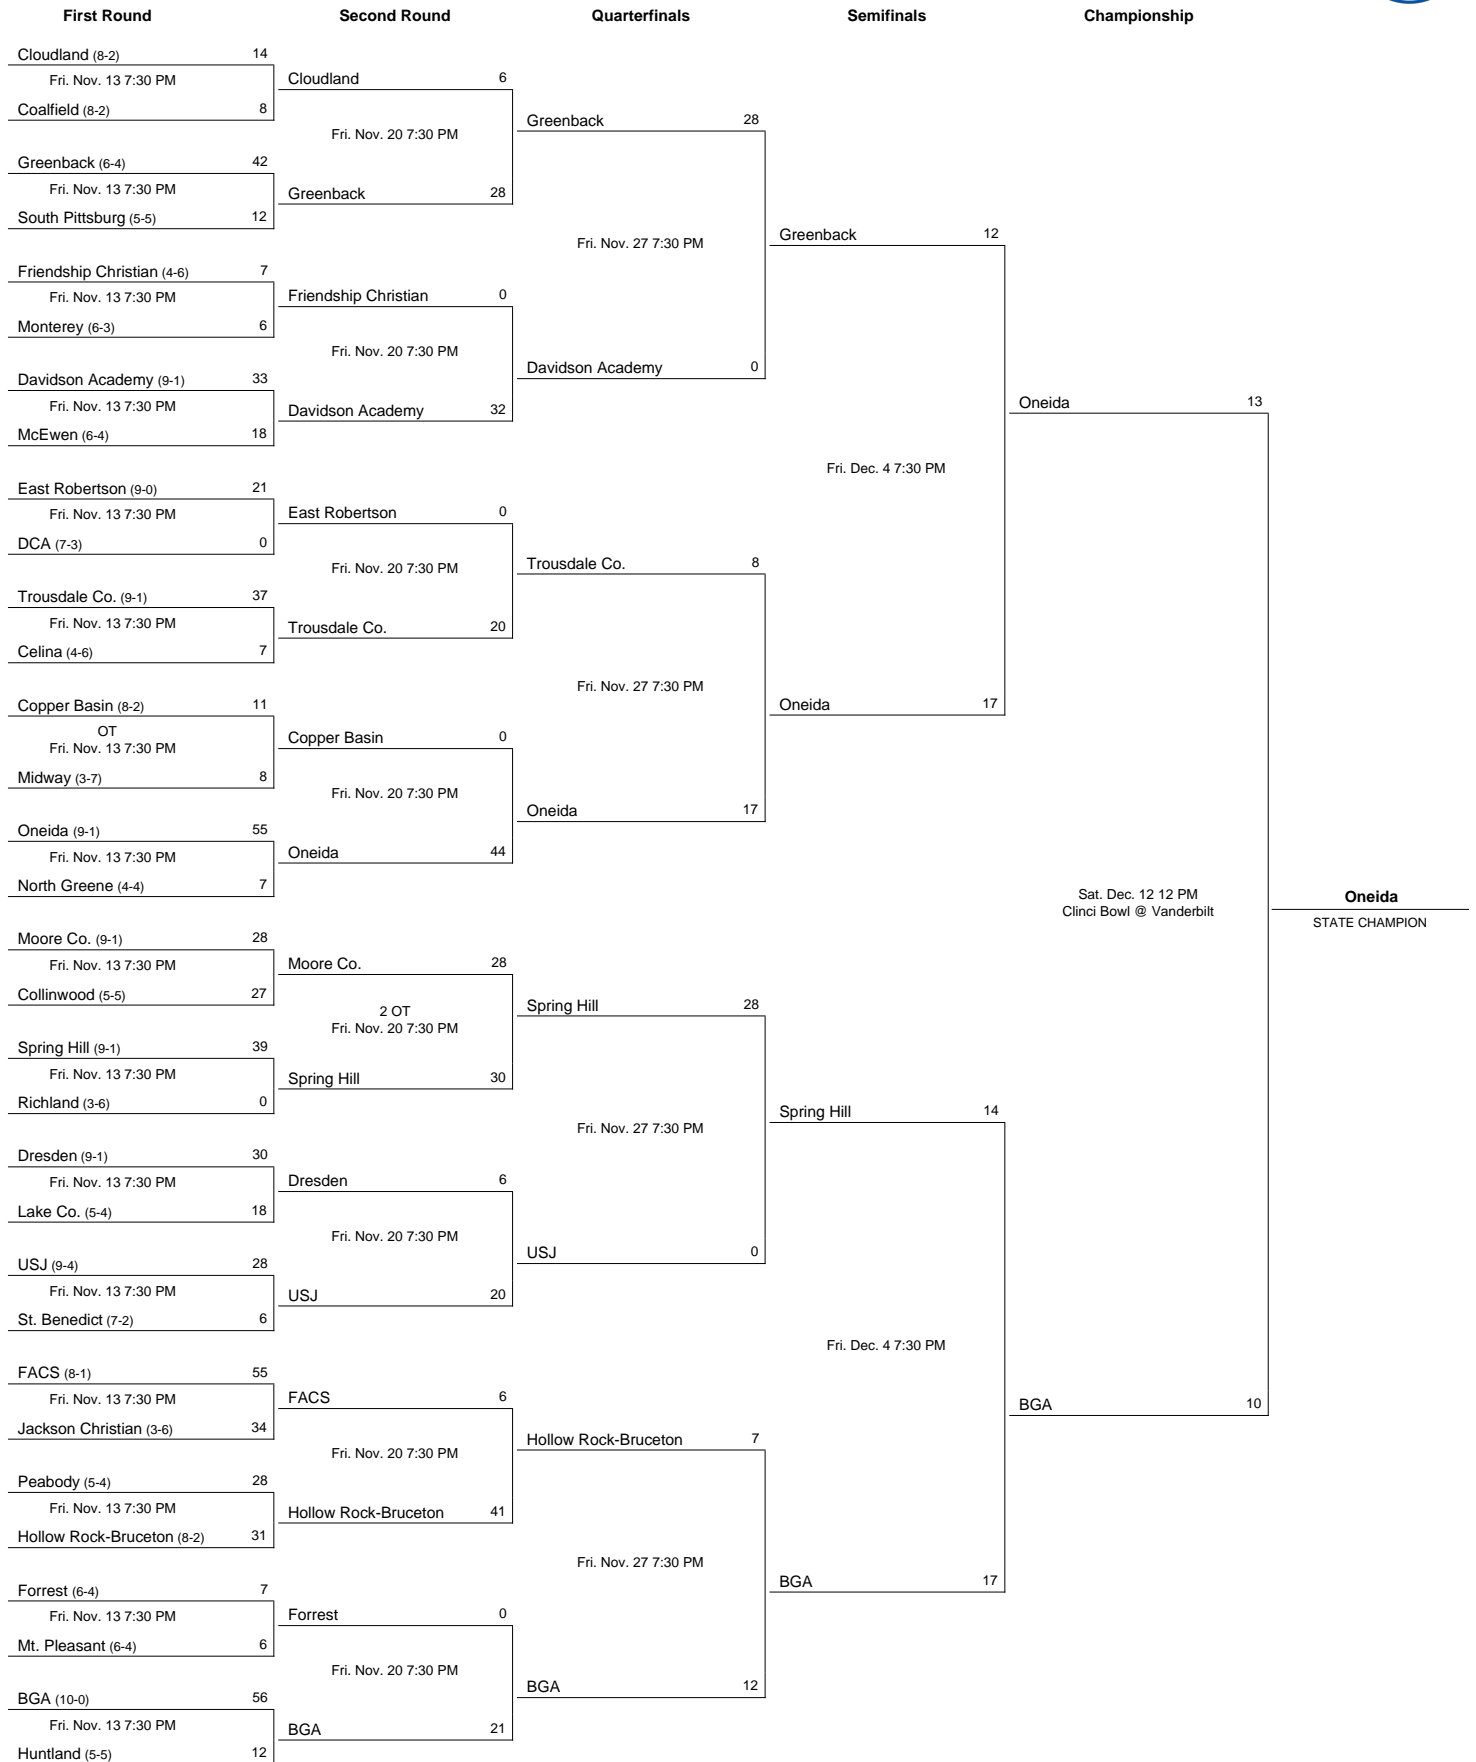 First Round
Second Round
Quarterfinals
Semifinals
Championship
Cloudland (8-2) 14
Fri. Nov. 13 7:30 PM
Coalfield (8-2) 8
Greenback (6-4) 42
Fri. Nov. 13 7:30 PM
South Pittsburg (5-5) 12
Friendship Christian (4-6) 7
Fri. Nov. 13 7:30 PM
Monterey (6-3) 6
Davidson Academy (9-1) 33
Fri. Nov. 13 7:30 PM
McEwen (6-4) 18
East Robertson (9-0) 21
Fri. Nov. 13 7:30 PM
DCA (7-3) 0
Trousdale Co. (9-1) 37
Fri. Nov. 13 7:30 PM
Celina (4-6) 7
Copper Basin (8-2) 11
OT
Fri. Nov. 13 7:30 PM
Midway (3-7) 8
Oneida (9-1) 55
Fri. Nov. 13 7:30 PM
North Greene (4-4) 7
Moore Co. (9-1) 28
Fri. Nov. 13 7:30 PM
Collinwood (5-5) 27
Spring Hill (9-1) 39
Fri. Nov. 13 7:30 PM
Richland (3-6) 0
Dresden (9-1) 30
Fri. Nov. 13 7:30 PM
Lake Co. (5-4) 18
USJ (9-4) 28
Fri. Nov. 13 7:30 PM
St. Benedict (7-2) 6
FACS (8-1) 55
Fri. Nov. 13 7:30 PM
Jackson Christian (3-6) 34
Peabody (5-4) 28
Fri. Nov. 13 7:30 PM
Hollow Rock-Bruceton (8-2) 31
Forrest (6-4) 7
Fri. Nov. 13 7:30 PM
Mt. Pleasant (6-4) 6
BGA (10-0) 56
Fri. Nov. 13 7:30 PM
Huntland (5-5) 12
Cloudland 6
Fri. Nov. 20 7:30 PM
Greenback 28
Friendship Christian 0
Fri. Nov. 20 7:30 PM
Davidson Academy 32
East Robertson 0
Fri. Nov. 20 7:30 PM
Trousdale Co. 20
Copper Basin 0
Fri. Nov. 20 7:30 PM
Oneida 44
Moore Co. 28
2 OT
Fri. Nov. 20 7:30 PM
Spring Hill 30
Dresden 6
Fri. Nov. 20 7:30 PM
USJ 20
FACS 6
Fri. Nov. 20 7:30 PM
Hollow Rock-Bruceton 41
Forrest 0
Fri. Nov. 20 7:30 PM
BGA 21
Greenback 28
Fri. Nov. 27 7:30 PM
Davidson Academy 0
Trousdale Co. 8
Fri. Nov. 27 7:30 PM
Oneida 17
Spring Hill 28
Fri. Nov. 27 7:30 PM
USJ 0
Hollow Rock-Bruceton 7
Fri. Nov. 27 7:30 PM
BGA 12
Greenback 12
Fri. Dec. 4 7:30 PM
Oneida 17
Spring Hill 14
Fri. Dec. 4 7:30 PM
BGA 17
Oneida 13
Sat. Dec. 12 12 PM
Clinci Bowl @ Vanderbilt
BGA 10
Oneida
STATE CHAMPION